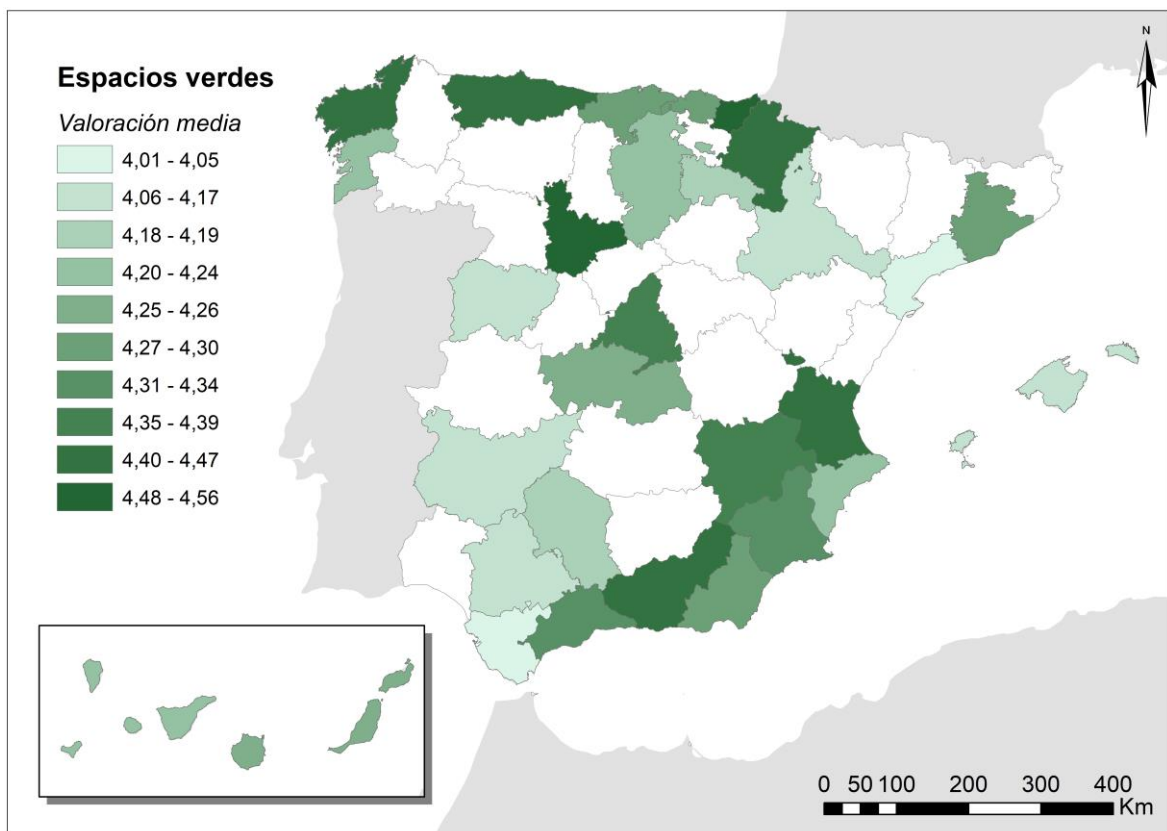 Espacios verdes
Valoración media
4,01 - 4,05
4,06 - 4,17
4,18 - 4,19
4,20 - 4,24
4,25 - 4,26
4,27 - 4,30
4,31 - 4,34
4,35 - 4,39
4,40 - 4,47
4,48 - 4,56
N
0 50 100 200 300 400
Km